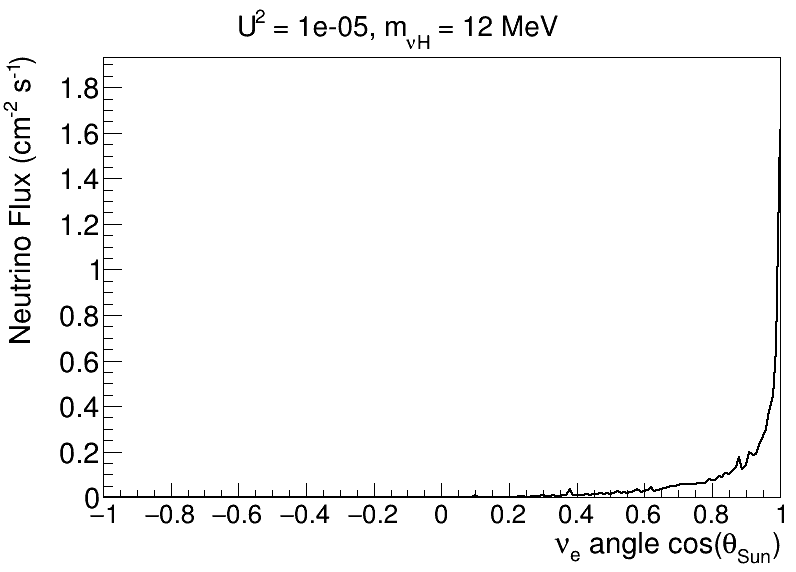 U² = 1e-05, m_νH = 12 MeV
Neutrino Flux (cm⁻² s⁻¹)
1.8
1.6
1.4
1.2
1
0.8
0.6
0.4
0.2
0
−1 −0.8 −0.6 −0.4 −0.2 0 0.2 0.4 0.6 0.8 1
ν_e angle cos(θ_Sun)